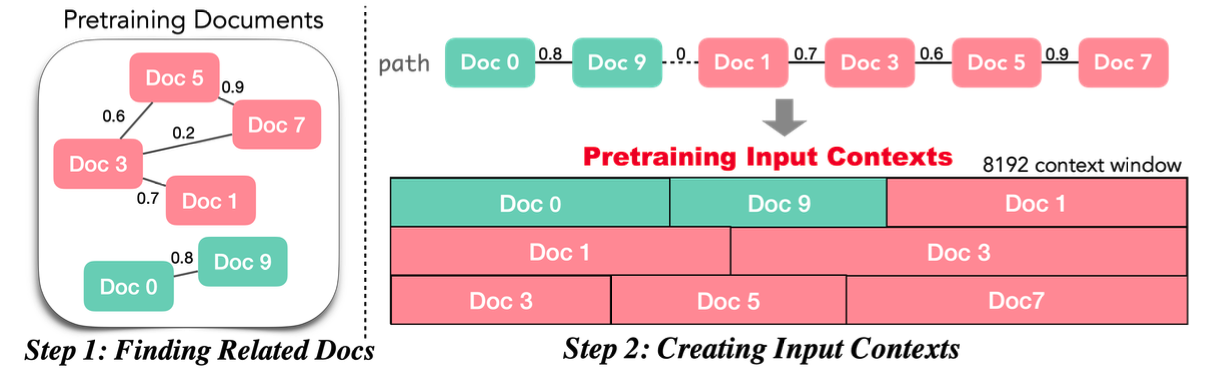 Pretraining Documents
Doc 5
0.9
0.6
Doc 7
0.2
Doc 3
0.7
Doc 1
0.8
Doc 9
Doc 0
Step 1: Finding Related Docs
path Doc 0 0.8 Doc 9 0 Doc 1 0.7 Doc 3 0.6 Doc 5 0.9 Doc 7
Pretraining Input Contexts
8192 context window
Doc 0 Doc 9 Doc 1
Doc 1 Doc 3
Doc 3 Doc 5 Doc7
Step 2: Creating Input Contexts